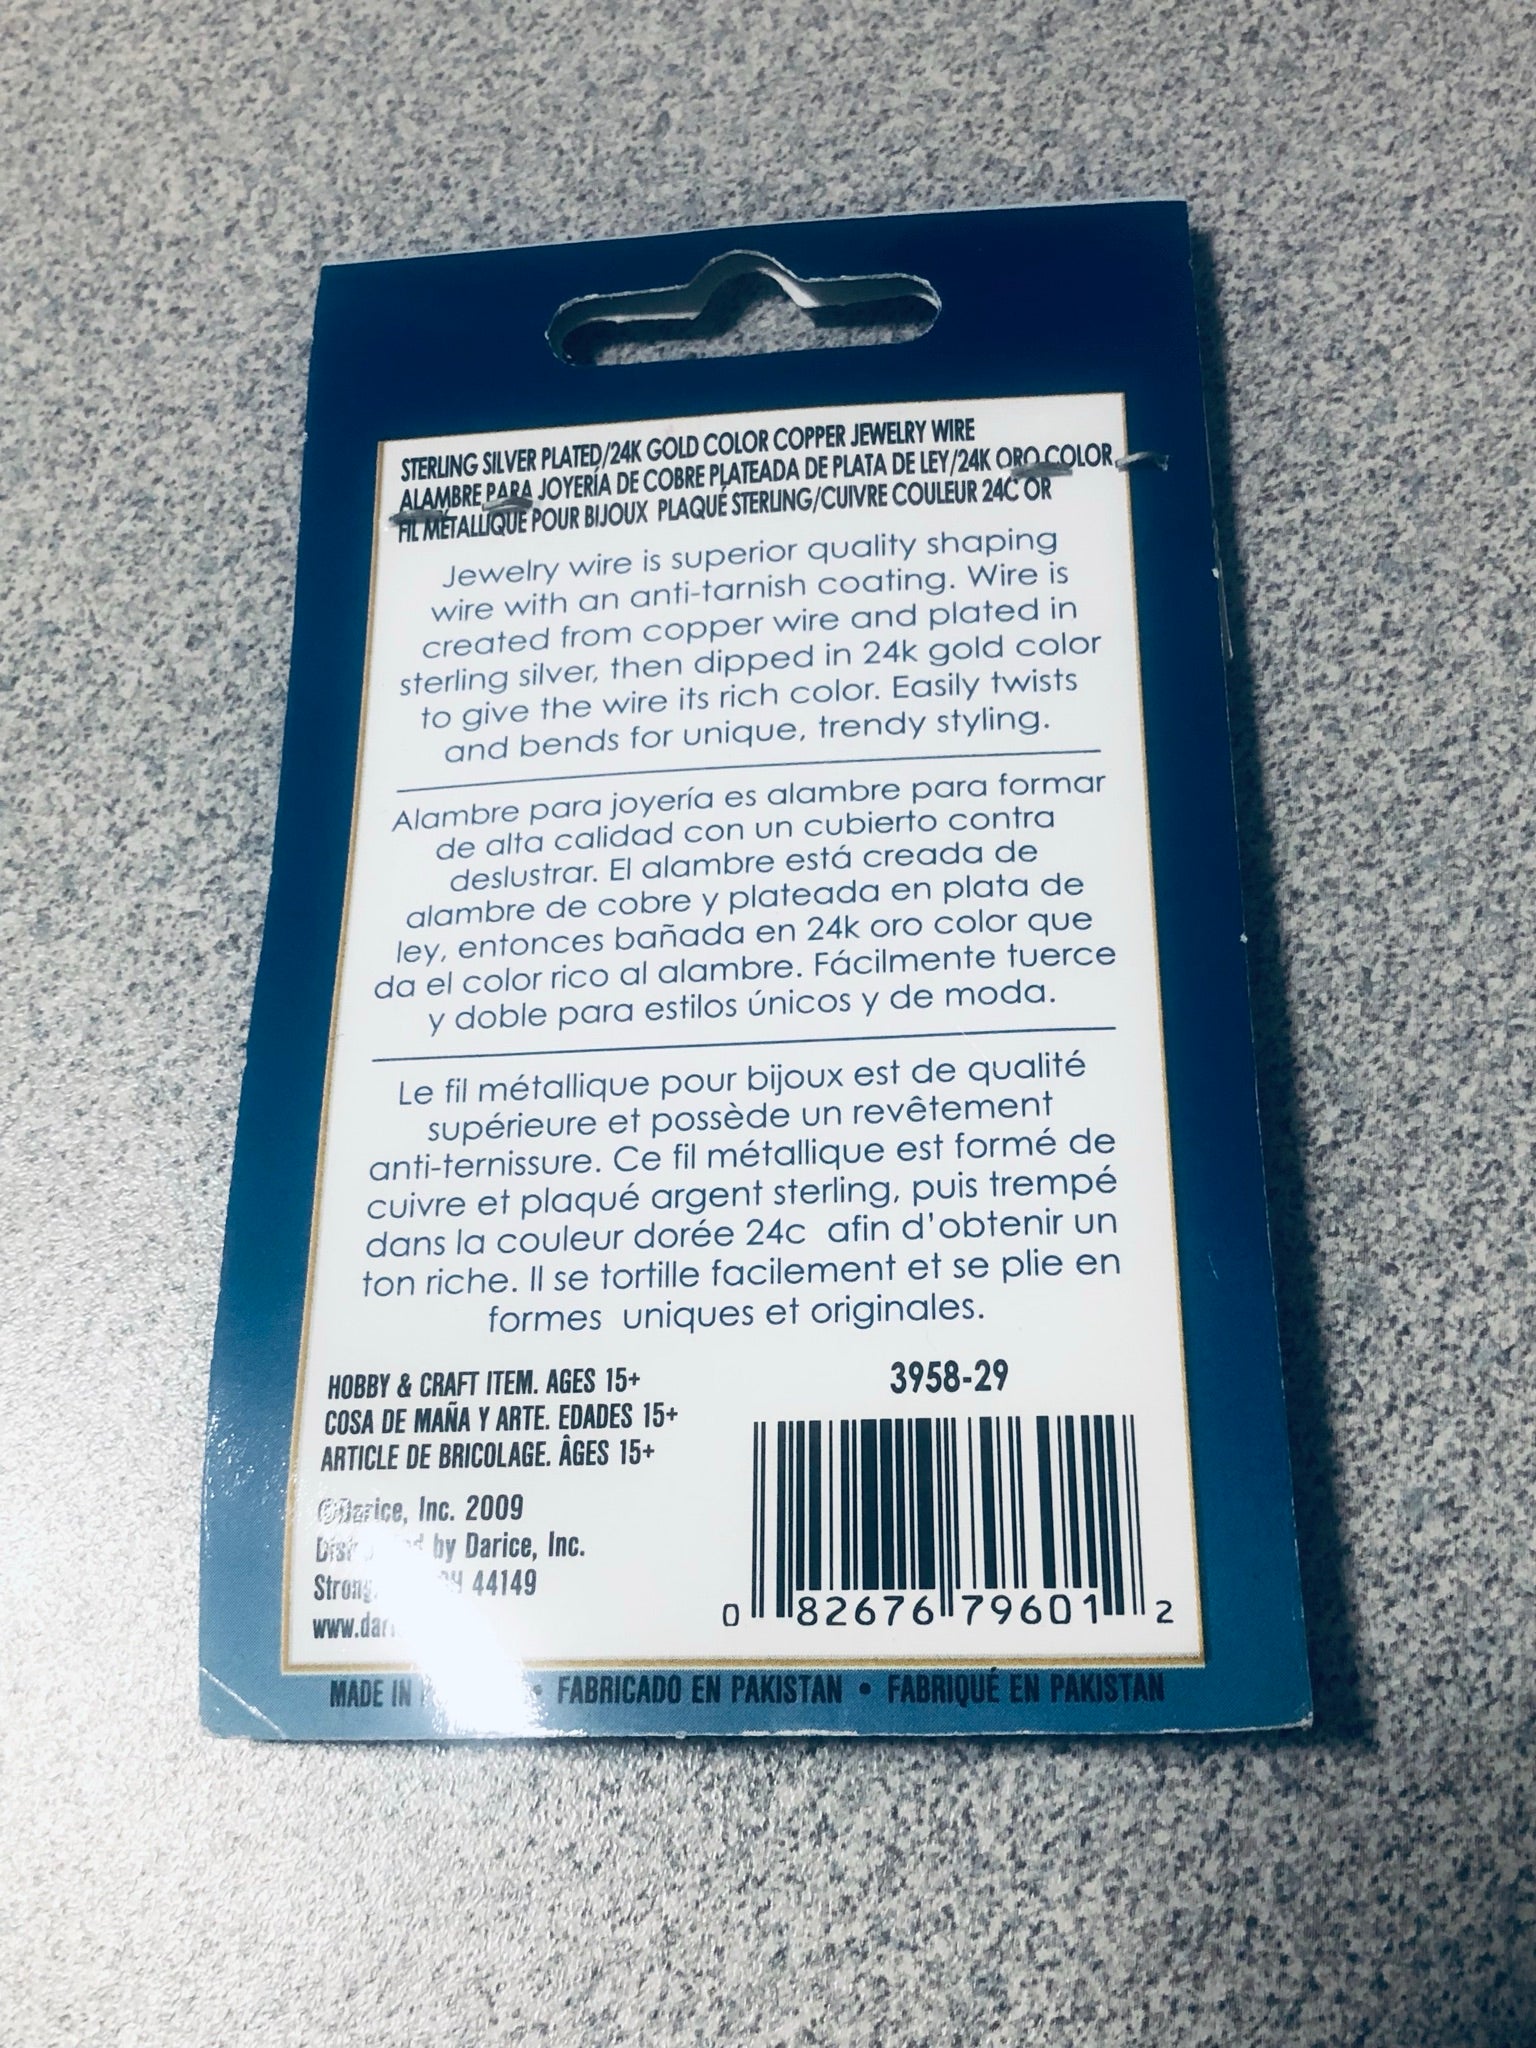 STERLING SILVER PLATED/24K GOLD COLOR COPPER JEWELRY WIRE
ALAMBRE PARA JOYERÍA DE COBRE PLATEADA DE PLATA DE LEY/24K ORO COLOR
FIL MÉTALLIQUE POUR BIJOUX PLAQUÉ STERLING/CUIVRE COULEUR 24C OR
Jewelry wire is superior quality shaping
wire with an anti-tarnish coating. Wire is
created from copper wire and plated in
sterling silver, then dipped in 24k gold color
to give the wire its rich color. Easily twists
and bends for unique, trendy styling.
Alambre para joyería es alambre para formar
de alta calidad con un cubierto contra
deslustrar. El alambre está creada de
alambre de cobre y plateada en plata de
ley, entonces bañada en 24k oro color que
da el color rico al alambre. Fácilmente tuerce
y doble para estilos únicos y de moda.
Le fil métallique pour bijoux est de qualité
supérieure et possède un revêtement
anti-ternissure. Ce fil métallique est formé de
cuivre et plaqué argent sterling, puis trempé
dans la couleur dorée 24c afin d'obtenir un
ton riche. Il se tortille facilement et se plie en
formes uniques et originales.
HOBBY & CRAFT ITEM. AGES 15+
COSA DE MAÑA Y ARTE. EDADES 15+
ARTICLE DE BRICOLAGE. ÂGES 15+
3958-29
©Darice, Inc. 2009
by Darice, Inc.
44149
0 82676 79601 2
MADE IN • FABRICADO EN PAKISTAN • FABRIQUÉ EN PAKISTAN